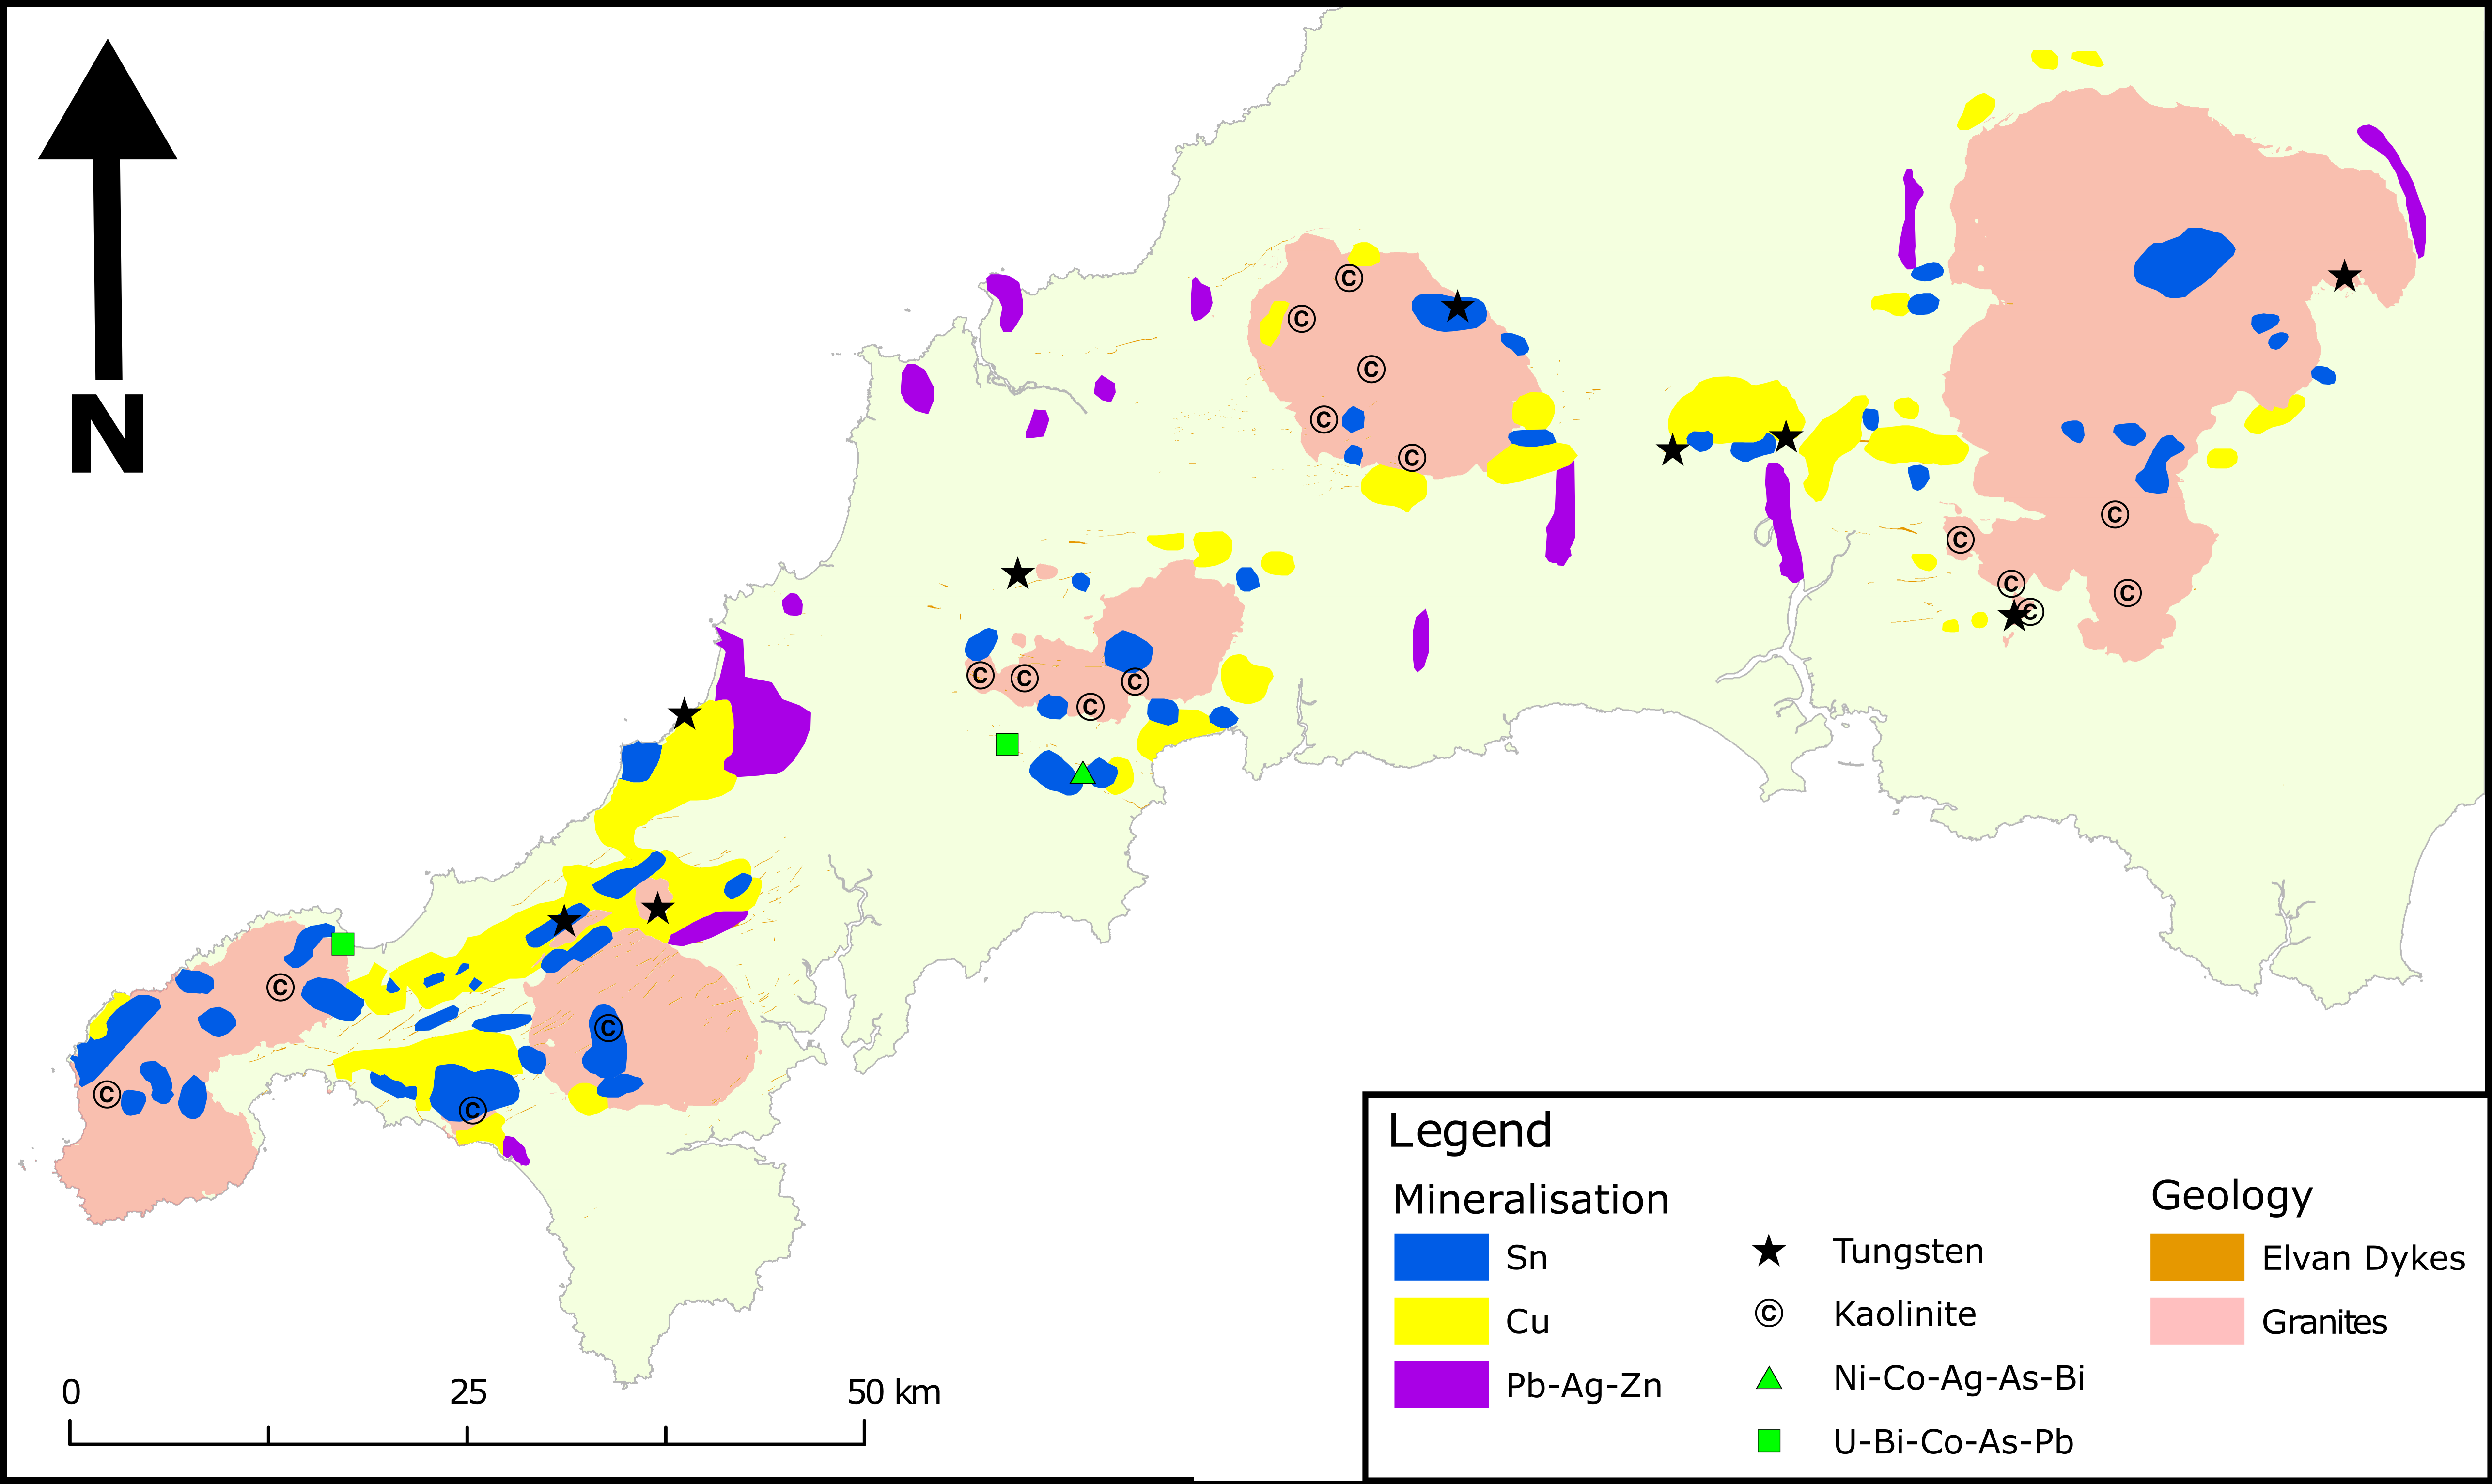 N
Legend
Mineralisation
Geology
Sn
Tungsten
Elvan Dykes
Cu
© Kaolinite
Granites
Pb-Ag-Zn
Ni-Co-Ag-As-Bi
U-Bi-Co-As-Pb
0 25 50 km